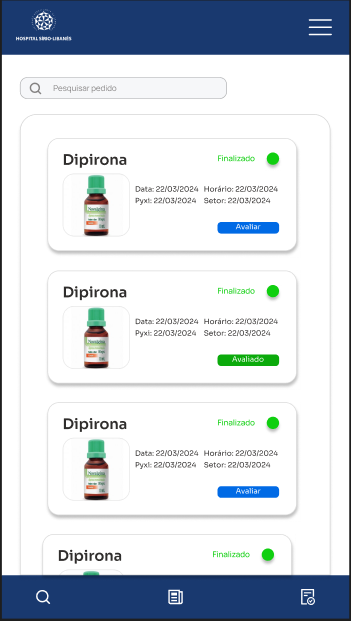 HOSPITAL SÍRIO-LIBANÊS
Pesquisar pedido
Dipirona
Finalizado
Data: 22/03/2024 Horário: 22/03/2024
Pyxi: 22/03/2024 Setor: 22/03/2024
Avaliar
Dipirona
Finalizado
Data: 22/03/2024 Horário: 22/03/2024
Pyxi: 22/03/2024 Setor: 22/03/2024
Avaliado
Dipirona
Finalizado
Data: 22/03/2024 Horário: 22/03/2024
Pyxi: 22/03/2024 Setor: 22/03/2024
Avaliar
Dipirona
Finalizado